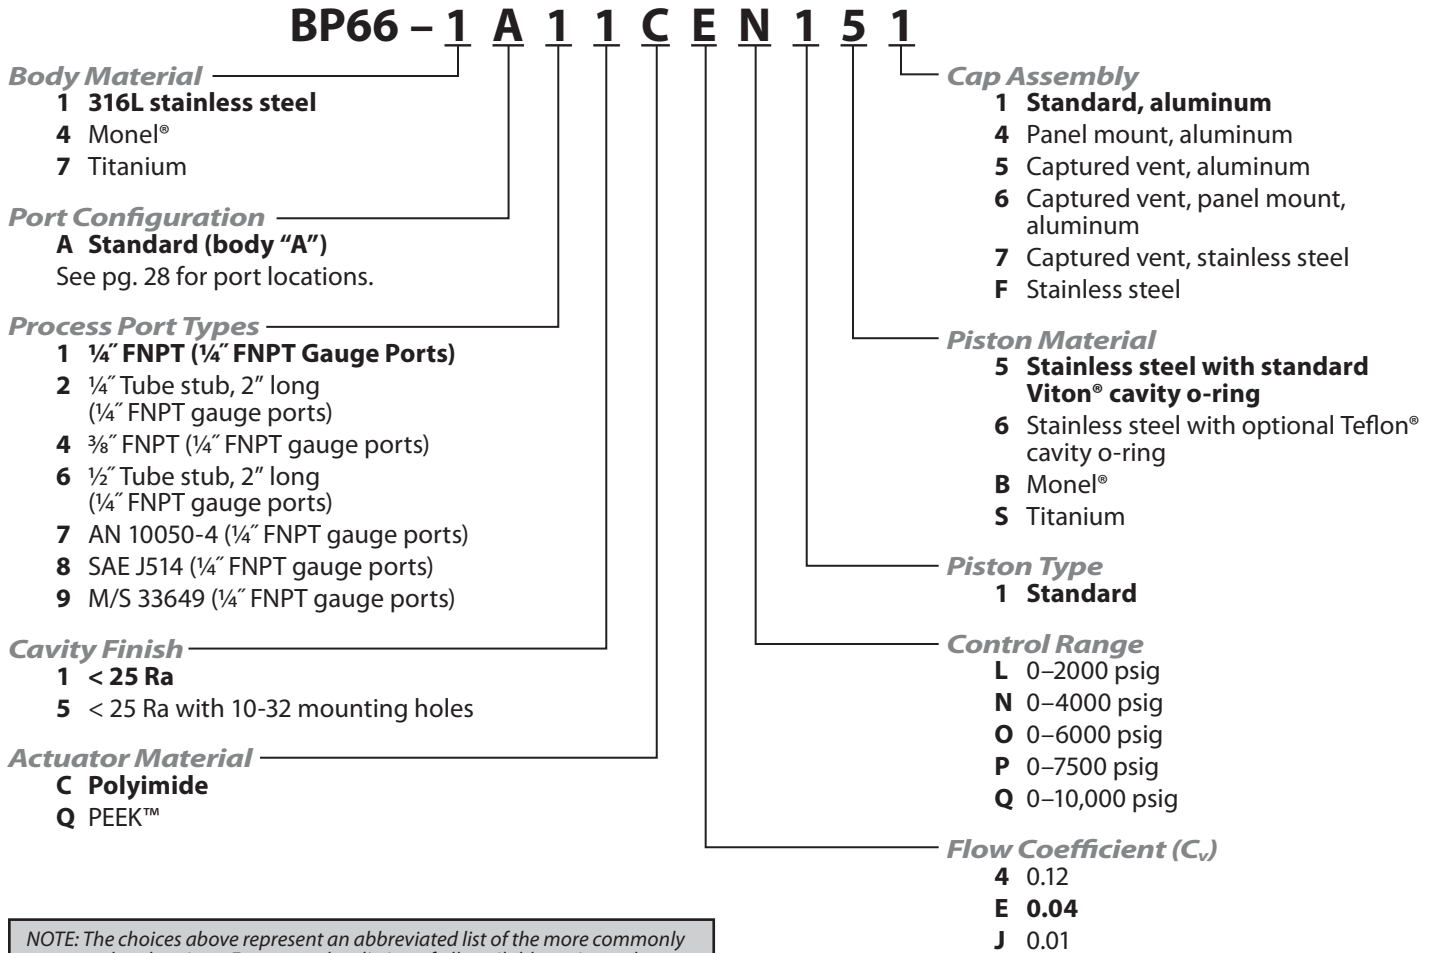 BP66 – 1 A 1 1 C E N 1 5 1
Body Material
1 316L stainless steel
4 Monel®
7 Titanium
Port Configuration
A Standard (body “A”)
See pg. 28 for port locations.
Process Port Types
1 ¼˝ FNPT (¼˝ FNPT Gauge Ports)
2 ¼˝ Tube stub, 2” long
(¼˝ FNPT gauge ports)
4 ⅜˝ FNPT (¼˝ FNPT gauge ports)
6 ½˝ Tube stub, 2” long
(¼˝ FNPT gauge ports)
7 AN 10050-4 (¼˝ FNPT gauge ports)
8 SAE J514 (¼˝ FNPT gauge ports)
9 M/S 33649 (¼˝ FNPT gauge ports)
Cavity Finish
1 < 25 Ra
5 < 25 Ra with 10-32 mounting holes
Actuator Material
C Polyimide
Q PEEK™
Cap Assembly
1 Standard, aluminum
4 Panel mount, aluminum
5 Captured vent, aluminum
6 Captured vent, panel mount,
aluminum
7 Captured vent, stainless steel
F Stainless steel
Piston Material
5 Stainless steel with standard
Viton® cavity o-ring
6 Stainless steel with optional Teflon®
cavity o-ring
B Monel®
S Titanium
Piston Type
1 Standard
Control Range
L 0–2000 psig
N 0–4000 psig
O 0–6000 psig
P 0–7500 psig
Q 0–10,000 psig
Flow Coefficient (Cv)
4 0.12
E 0.04
J 0.01
NOTE: The choices above represent an abbreviated list of the more commonly